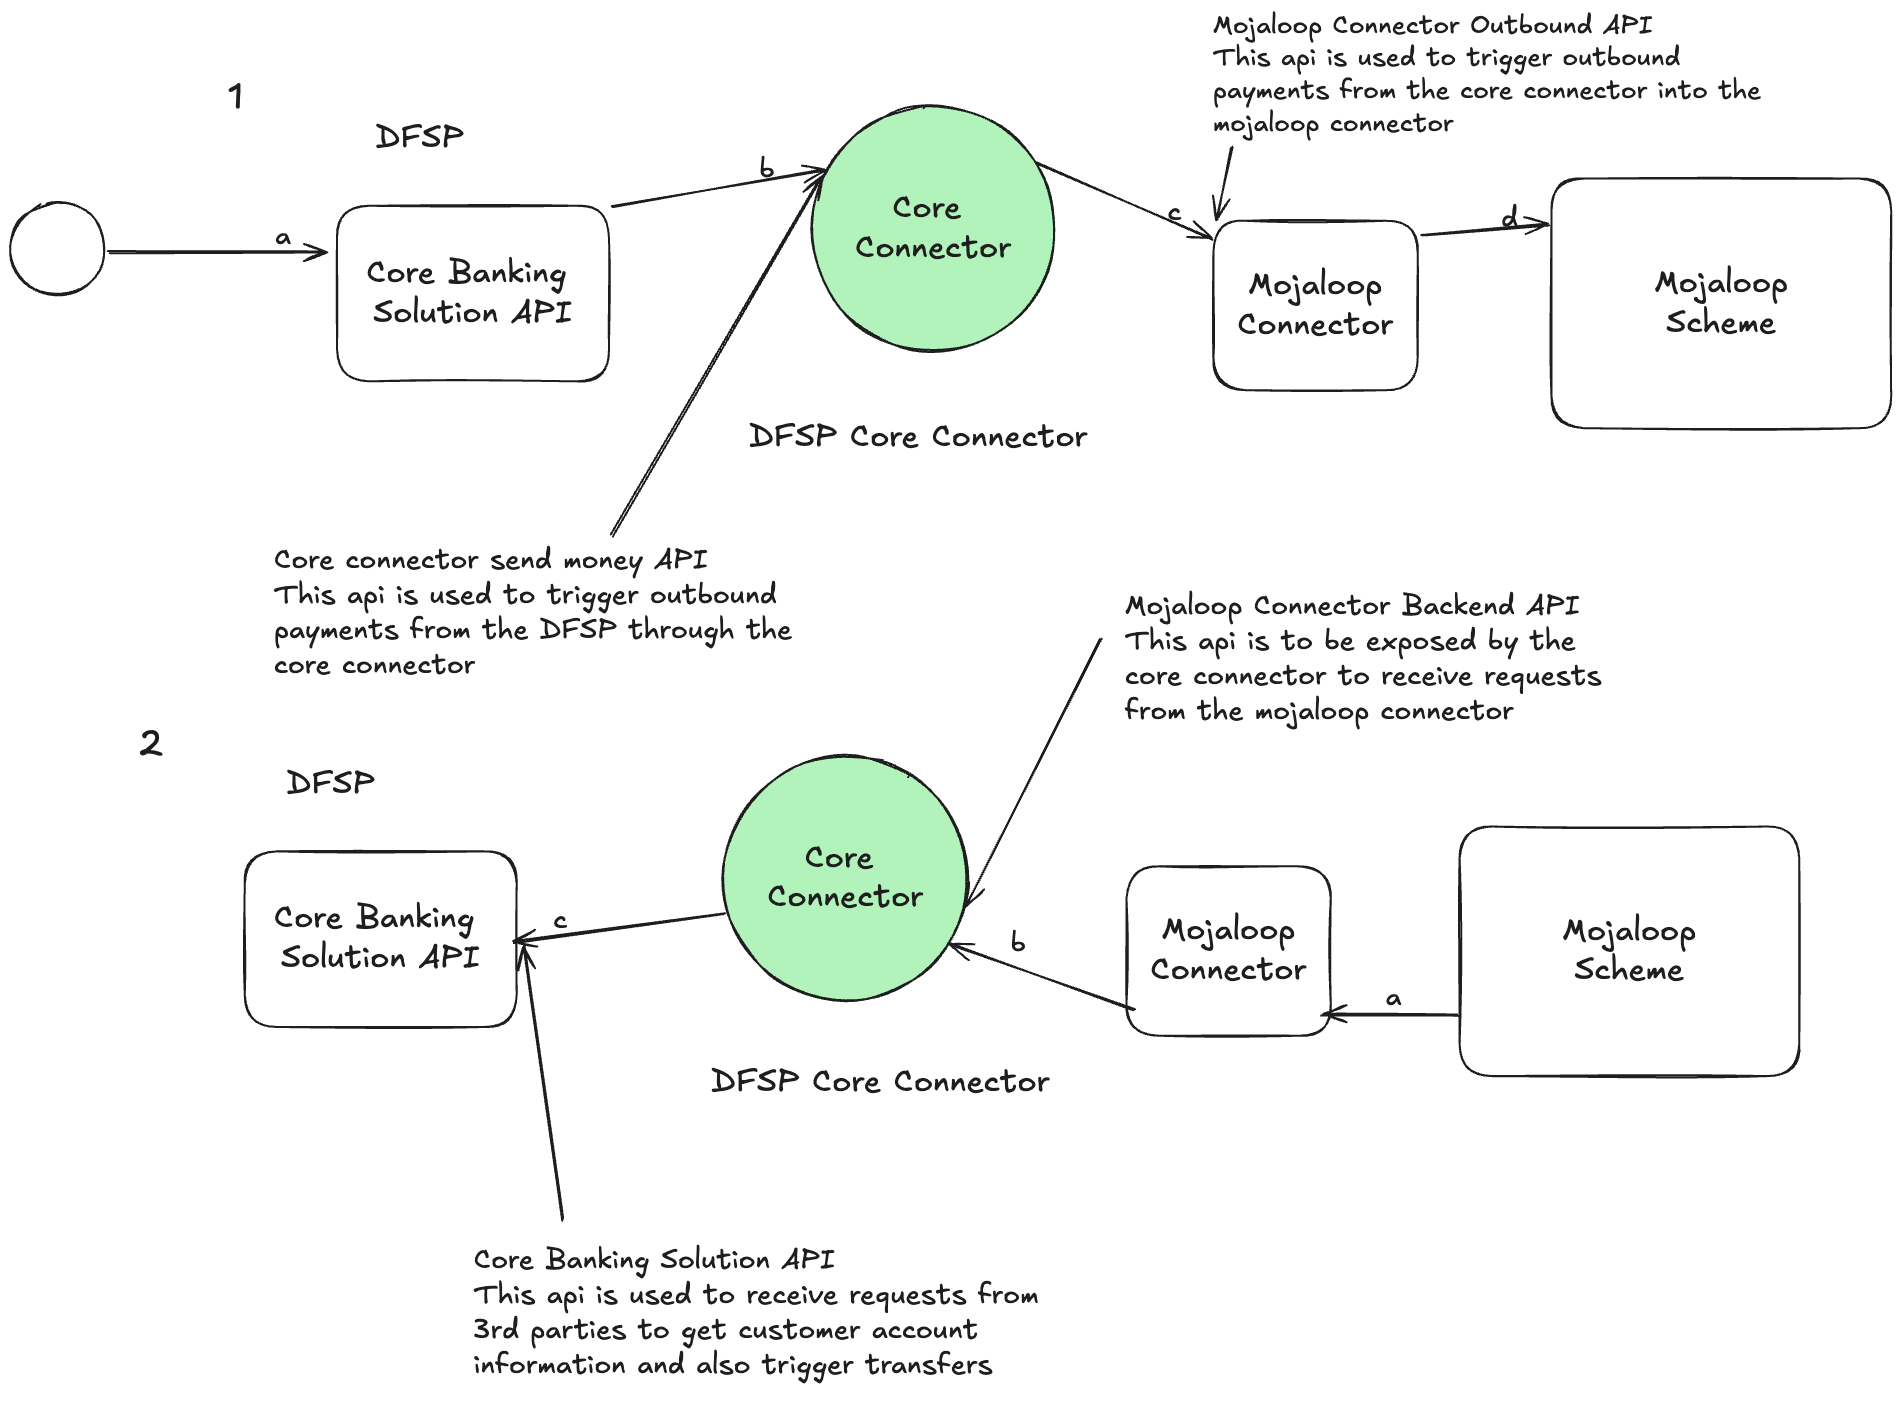 Mojaloop Connector Outbound API
This api is used to trigger outbound
payments from the core connector into the
mojaloop connector
1
DFSP
a
b
c
d
Core Banking
Solution API
Core
Connector
Mojaloop
Connector
Mojaloop
Scheme
DFSP Core Connector
Core connector send money API
This api is used to trigger outbound
payments from the DFSP through the
core connector
Mojaloop Connector Backend API
This api is to be exposed by the
core connector to receive requests
from the mojaloop connector
2
DFSP
Core Banking
Solution API
c
Core
Connector
b
Mojaloop
Connector
a
Mojaloop
Scheme
DFSP Core Connector
Core Banking Solution API
This api is used to receive requests from
3rd parties to get customer account
information and also trigger transfers